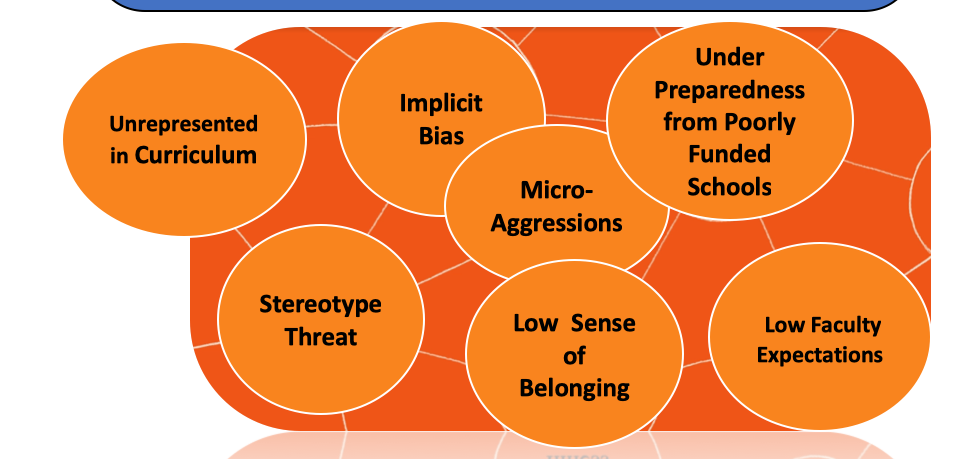 Unrepresented
in Curriculum
Implicit
Bias
Under
Preparedness
from Poorly
Funded
Schools
Micro-
Aggressions
Stereotype
Threat
Low Sense
of
Belonging
Low Faculty
Expectations